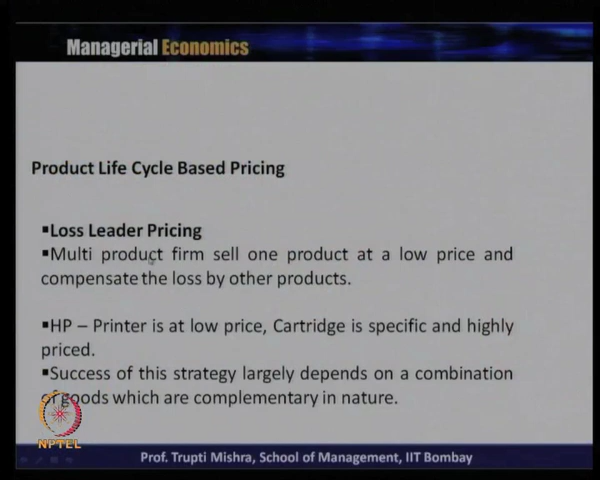 Managerial Economics
Product Life Cycle Based Pricing
▪Loss Leader Pricing
▪Multi product firm sell one product at a low price and
compensate the loss by other products.
▪HP – Printer is at low price, Cartridge is specific and highly
priced.
▪Success of this strategy largely depends on a combination
of goods which are complementary in nature.
NPTEL
Prof. Trupti Mishra, School of Management, IIT Bombay